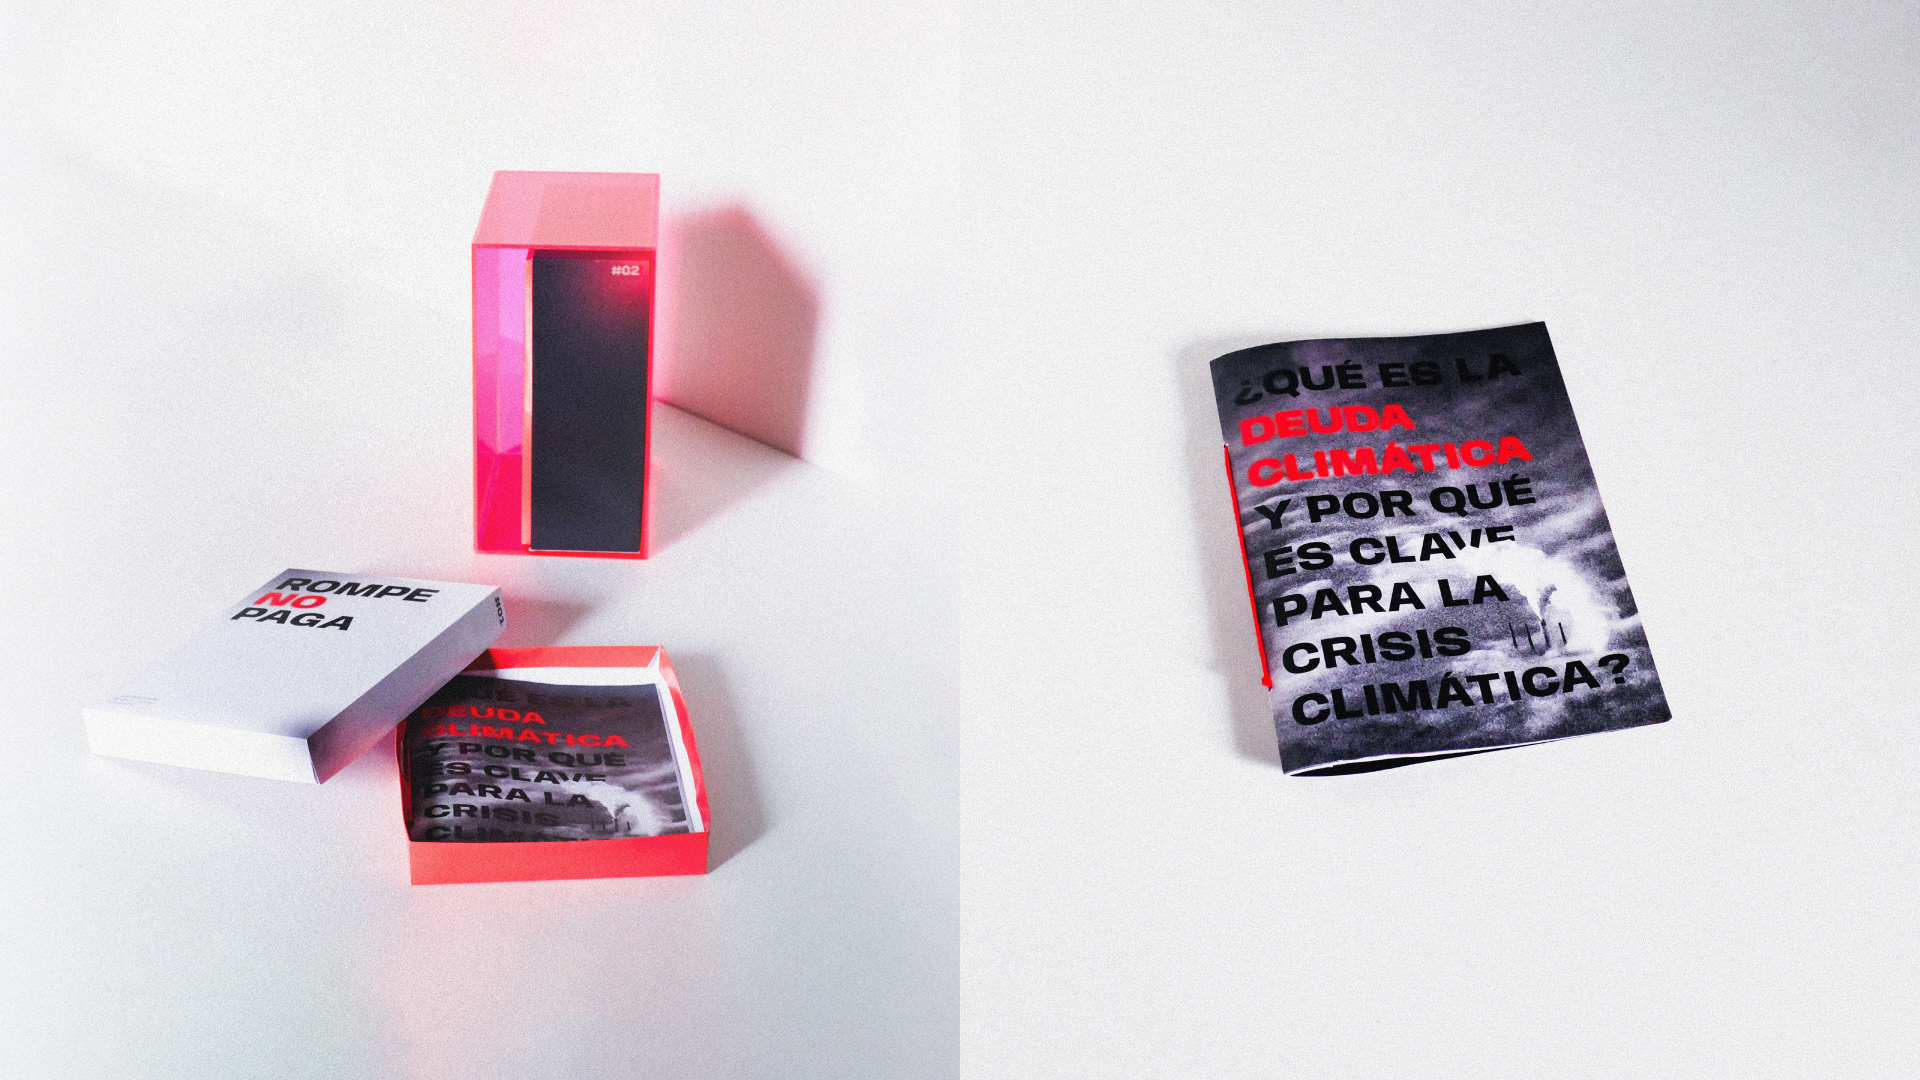 #02
ROMPE
NO
PAGA
#01
DEUDA
CLIMÁTICA
Y POR QUÉ
ES CLAVE
PARA LA
CRISIS
¿QUÉ ES LA
DEUDA
CLIMÁTICA
Y POR QUÉ
ES CLAVE
PARA LA
CRISIS
CLIMÁTICA?